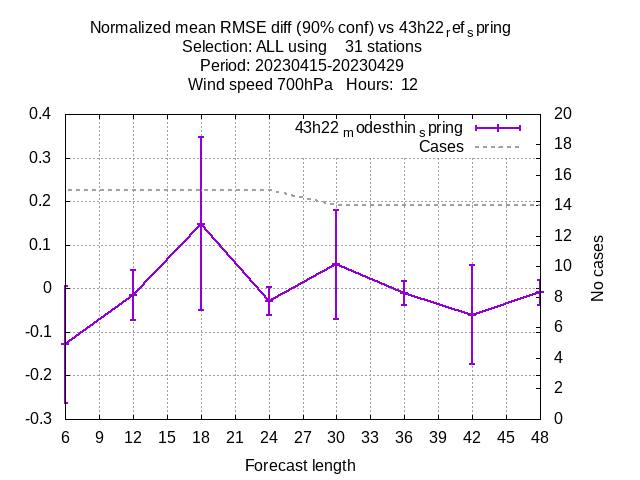 Normalized mean RMSE diff (90% conf) vs 43h22refspring
Selection: ALL using 31 stations
Period: 20230415-20230429
Wind speed 700hPa Hours: 12
43h22modesthinspring
Cases
0.4
0.3
0.2
0.1
0
-0.1
-0.2
-0.3
20
18
16
14
12
10
8
6
4
2
0
No cases
6 9 12 15 18 21 24 27 30 33 36 39 42 45 48
Forecast length